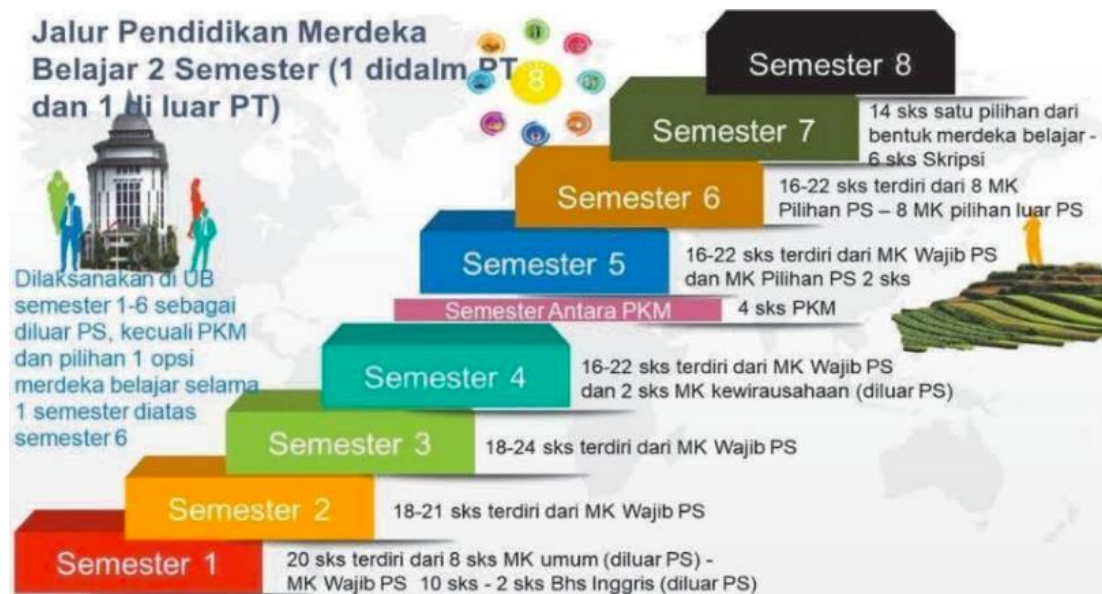 Jalur Pendidikan Merdeka
Belajar 2 Semester (1 didalm PT
dan 1 di luar PT)
8
Semester 8
Semester 7
14 sks satu pilihan dari
bentuk merdeka belajar -
6 sks Skripsi
Semester 6
16-22 sks terdiri dari 8 MK
Pilihan PS – 8 MK pilihan luar PS
Semester 5
16-22 sks terdiri dari MK Wajib PS
dan MK Pilihan PS 2 sks
Semester Antara PKM
4 sks PKM
Dilaksanakan di UB
semester 1-6 sebagai
diluar PS, kecuali PKM
dan pilihan 1 opsi
merdeka belajar selama
1 semester diatas
semester 6
Semester 4
16-22 sks terdiri dari MK Wajib PS
dan 2 sks MK kewirausahaan (diluar PS)
Semester 3
18-24 sks terdiri dari MK Wajib PS
Semester 2
18-21 sks terdiri dari MK Wajib PS
Semester 1
20 sks terdiri dari 8 sks MK umum (diluar PS) -
MK Wajib PS 10 sks - 2 sks Bhs Inggris (diluar PS)